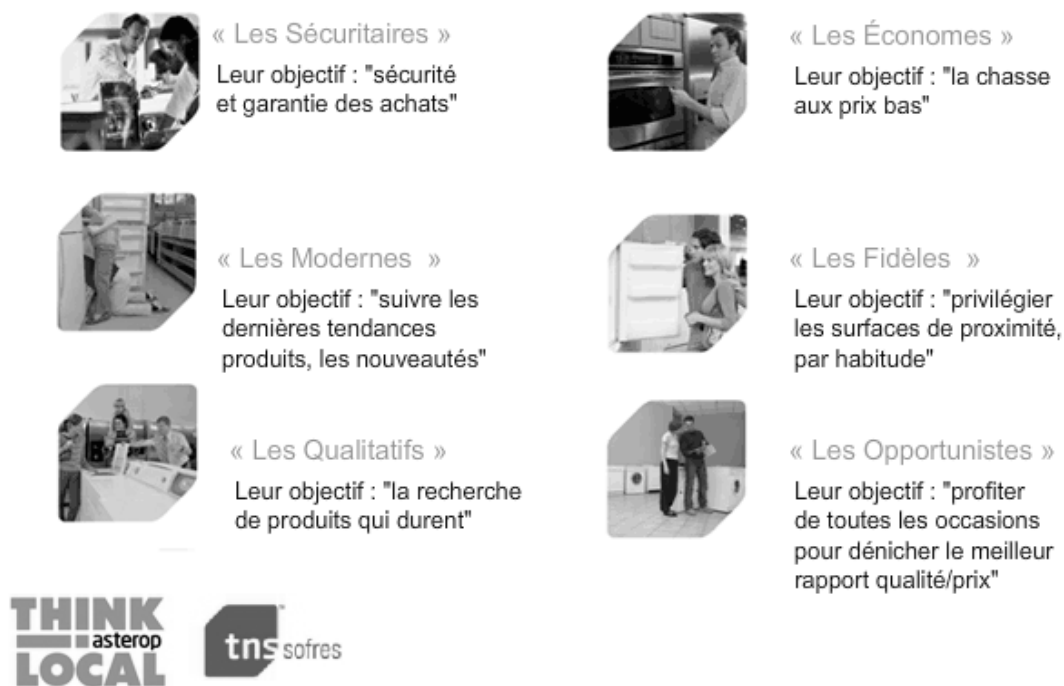 « Les Sécuritaires »
Leur objectif : "sécurité
et garantie des achats"
« Les Économes »
Leur objectif : "la chasse
aux prix bas"
« Les Modernes »
Leur objectif : "suivre les
dernières tendances
produits, les nouveautés"
« Les Fidèles »
Leur objectif : "privilégier
les surfaces de proximité,
par habitude"
« Les Qualitatifs »
Leur objectif : "la recherche
de produits qui durent"
« Les Opportunistes »
Leur objectif : "profiter
de toutes les occasions
pour dénicher le meilleur
rapport qualité/prix"
THINK
asterop
LOCAL
tns sofres